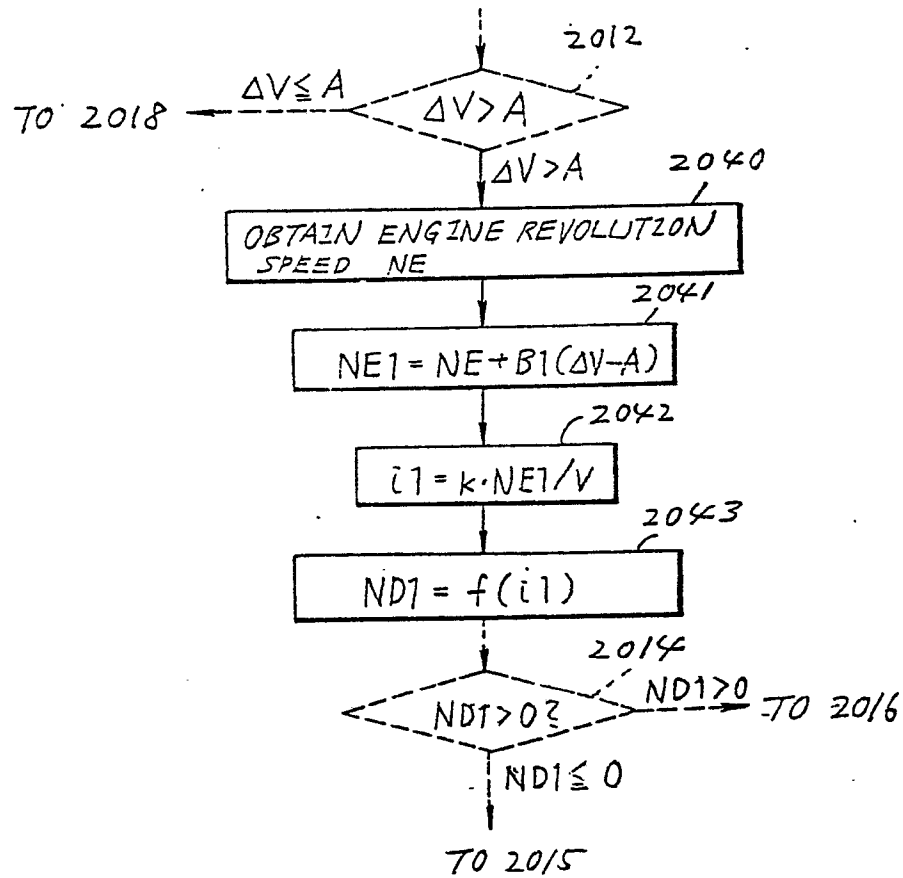 2012
ΔV≦A
TO 2018
ΔV>A
ΔV>A
2040
OBTAIN ENGINE REVOLUTION
SPEED NE
2041
NE1=NE+B1(ΔV-A)
2042
i1=k·NE1/V
2043
ND1=f(i1)
2014
ND1>0?
ND1>0
TO 2016
ND1≦0
TO 2015